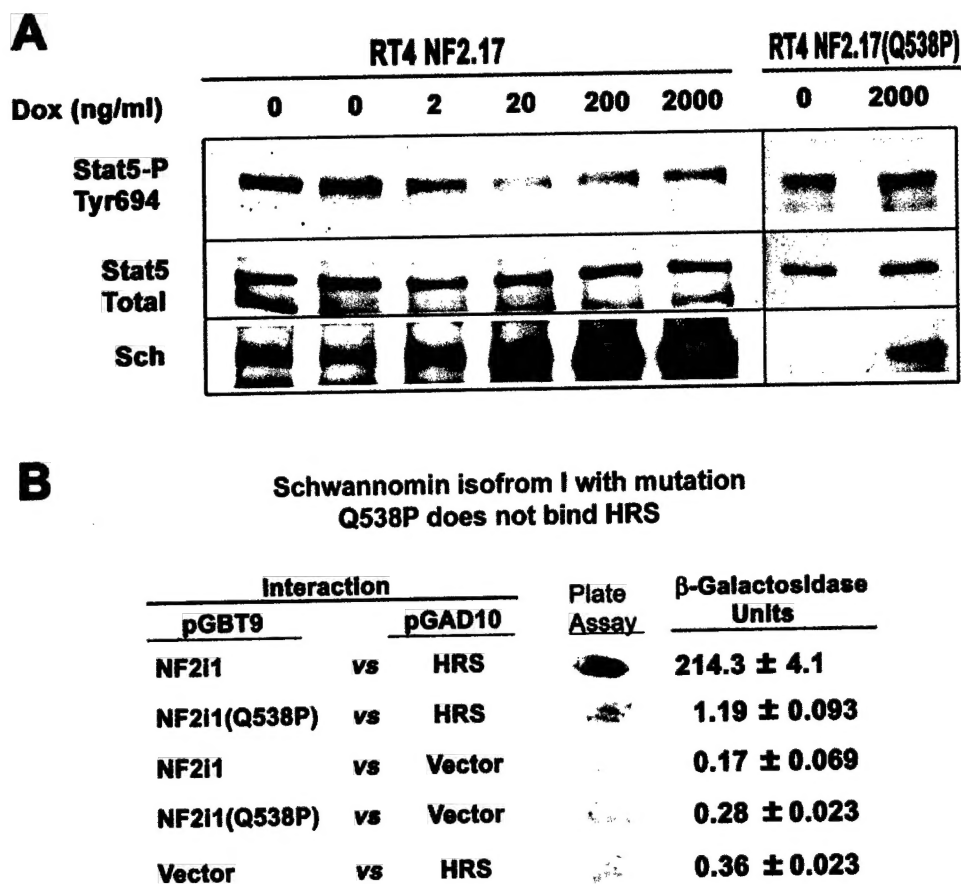 A
RT4 NF2.17
RT4 NF2.17(Q538P)
Dox (ng/ml) 0 0 2 20 200 2000 0 2000
Stat5-P
Tyr694
Stat5
Total
Sch
B
Schwannomin isofrom I with mutation
Q538P does not bind HRS
Interaction
Plate
Assay
β-Galactosidase
Units
pGBT9 pGAD10
NF2i1 vs HRS 214.3 ± 4.1
NF2i1(Q538P) vs HRS 1.19 ± 0.093
NF2i1 vs Vector 0.17 ± 0.069
NF2i1(Q538P) vs Vector 0.28 ± 0.023
Vector vs HRS 0.36 ± 0.023